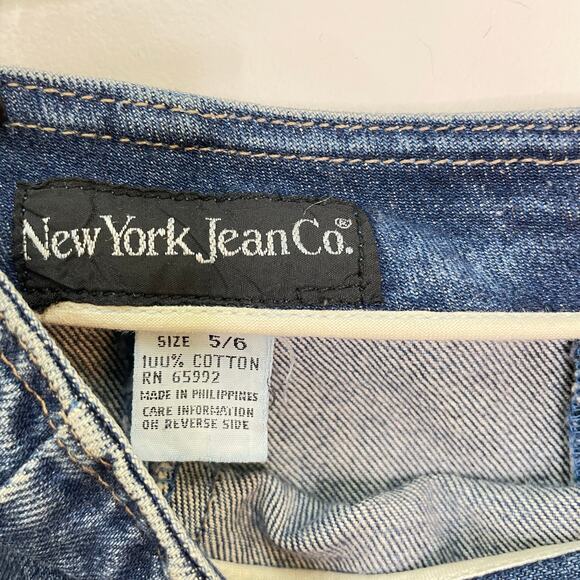 New York Jean Co.®
SIZE 5/6
100% COTTON
RN 65992
MADE IN PHILIPPINES
CARE INFORMATION
ON REVERSE SIDE